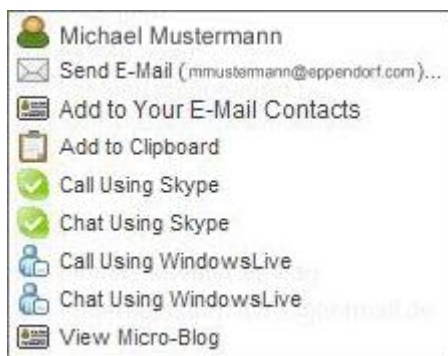 Michael Mustermann
Send E-Mail (mmustermann@eppendorf.com)...
Add to Your E-Mail Contacts
Add to Clipboard
Call Using Skype
Chat Using Skype
Call Using WindowsLive
Chat Using WindowsLive
View Micro-Blog